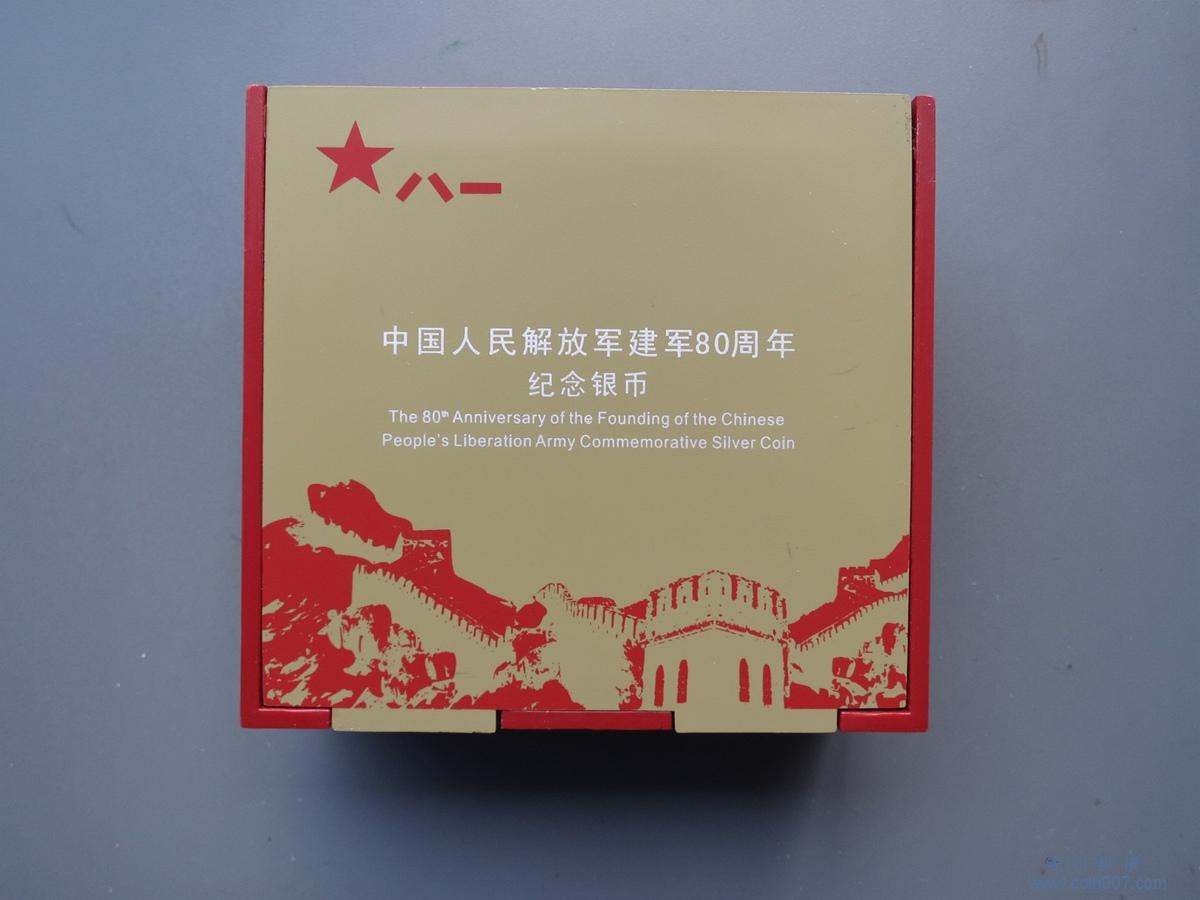 八一
中国人民解放军建军80周年
纪念银币
The 80th Anniversary of the Founding of the Chinese
People's Liberation Army Commemorative Silver Coin
www.coin007.com